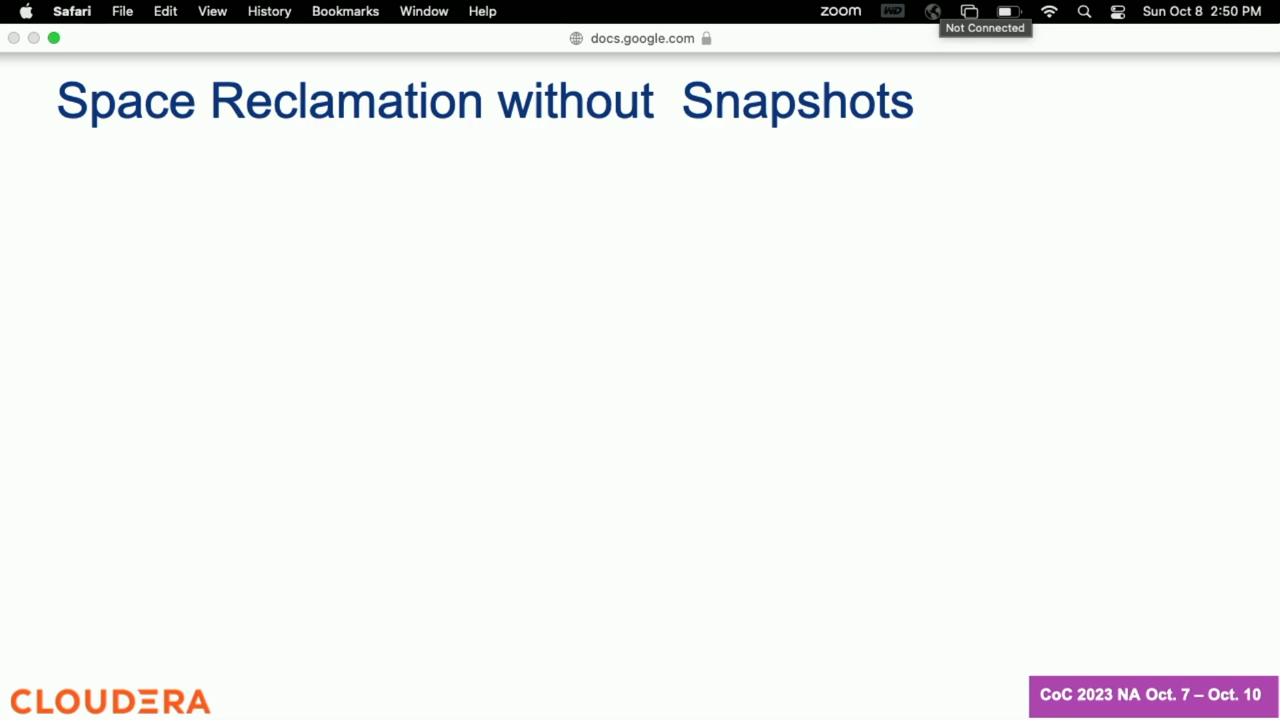 Safari File Edit View History Bookmarks Window Help zoom WD Sun Oct 8 2:50 PM
Not Connected
docs.google.com
Space Reclamation without Snapshots
CLOUDERA
CoC 2023 NA Oct. 7 – Oct. 10